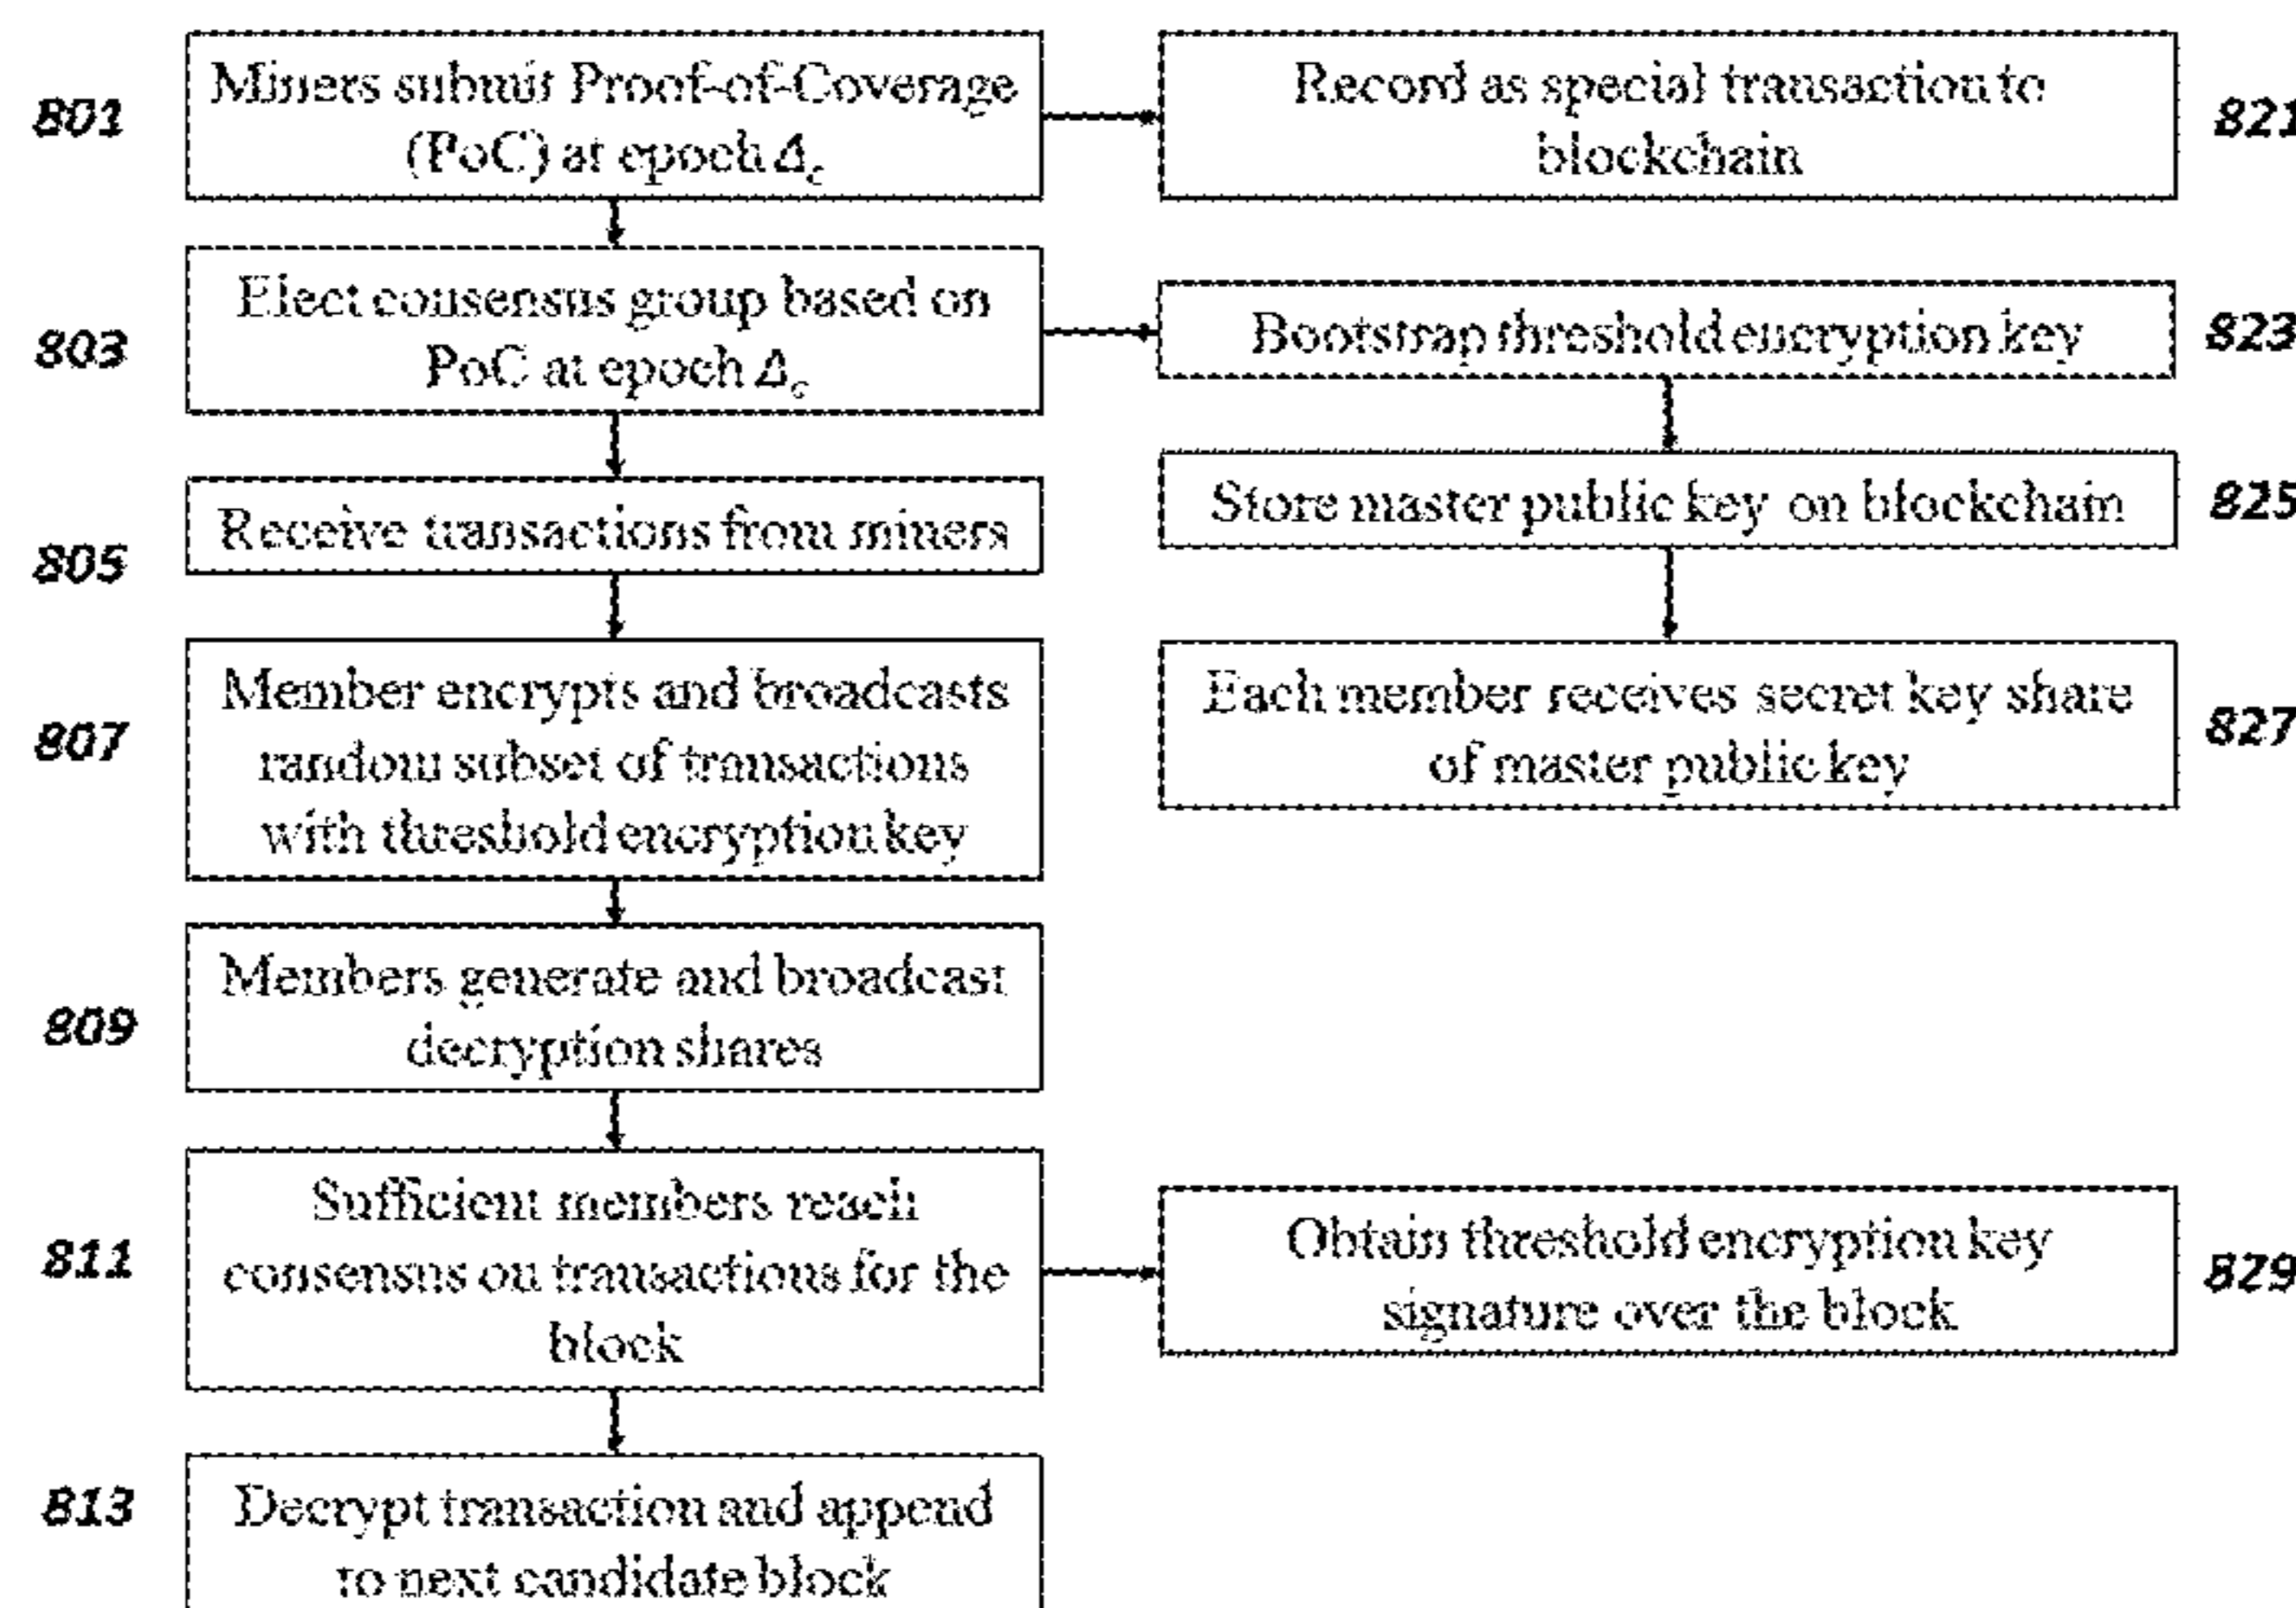 801
Miners submit Proof-of-Coverage
(PoC) at epoch Δc
Record as special transaction to
blockchain
821
803
Elect consensus group based on
PoC at epoch Δc
Bootstrap threshold encryption key
823
805
Receive transactions from miners
Store master public key on blockchain
825
807
Member encrypts and broadcasts
random subset of transactions
with threshold encryption key
Each member receives secret key share
of master public key
827
809
Members generate and broadcast
decryption shares
811
Sufficient members reach
consensus on transactions for the
block
Obtain threshold encryption key
signature over the block
829
813
Decrypt transaction and append
to next candidate block